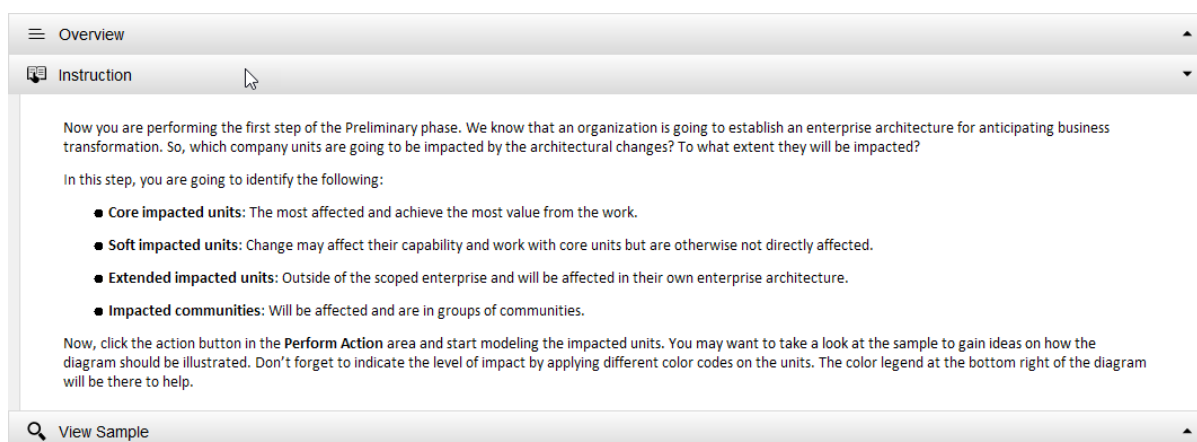 Overview
Instruction
Now you are performing the first step of the Preliminary phase. We know that an organization is going to establish an enterprise architecture for anticipating business
transformation. So, which company units are going to be impacted by the architectural changes? To what extent they will be impacted?
In this step, you are going to identify the following:
● Core impacted units: The most affected and achieve the most value from the work.
● Soft impacted units: Change may affect their capability and work with core units but are otherwise not directly affected.
● Extended impacted units: Outside of the scoped enterprise and will be affected in their own enterprise architecture.
● Impacted communities: Will be affected and are in groups of communities.
Now, click the action button in the Perform Action area and start modeling the impacted units. You may want to take a look at the sample to gain ideas on how the
diagram should be illustrated. Don’t forget to indicate the level of impact by applying different color codes on the units. The color legend at the bottom right of the diagram
will be there to help.
View Sample